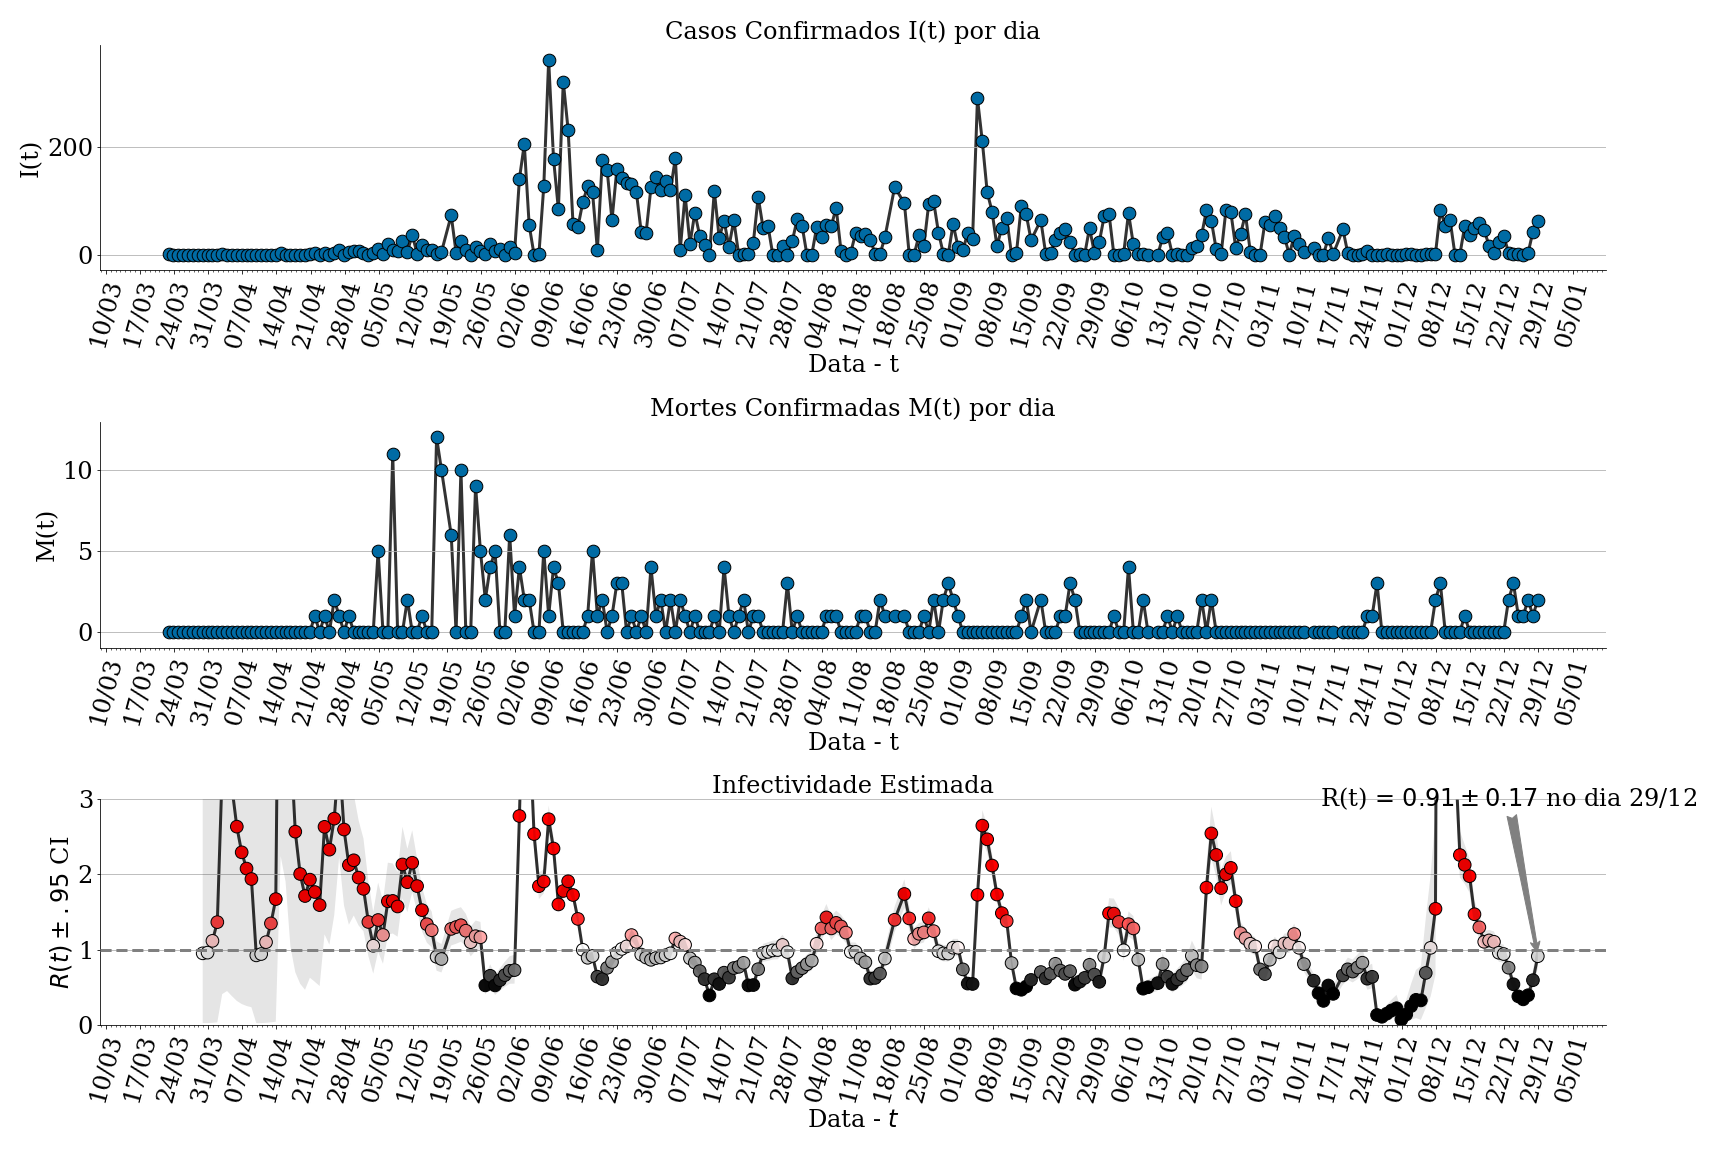 Casos Confirmados I(t) por dia
I(t)
200
0
10/03 17/03 24/03 31/03 07/04 14/04 21/04 28/04 05/05 12/05 19/05 26/05 02/06 09/06 16/06 23/06 30/06 07/07 14/07 21/07 28/07 04/08 11/08 18/08 25/08 01/09 08/09 15/09 22/09 29/09 06/10 13/10 20/10 27/10 03/11 10/11 17/11 24/11 01/12 08/12 15/12 22/12 29/12 05/01
Data - t
Mortes Confirmadas M(t) por dia
M(t)
10
5
0
10/03 17/03 24/03 31/03 07/04 14/04 21/04 28/04 05/05 12/05 19/05 26/05 02/06 09/06 16/06 23/06 30/06 07/07 14/07 21/07 28/07 04/08 11/08 18/08 25/08 01/09 08/09 15/09 22/09 29/09 06/10 13/10 20/10 27/10 03/11 10/11 17/11 24/11 01/12 08/12 15/12 22/12 29/12 05/01
Data - t
Infectividade Estimada
R(t) = 0.91 ± 0.17 no dia 29/12
R(t) ± .95 CI
3
2
1
0
10/03 17/03 24/03 31/03 07/04 14/04 21/04 28/04 05/05 12/05 19/05 26/05 02/06 09/06 16/06 23/06 30/06 07/07 14/07 21/07 28/07 04/08 11/08 18/08 25/08 01/09 08/09 15/09 22/09 29/09 06/10 13/10 20/10 27/10 03/11 10/11 17/11 24/11 01/12 08/12 15/12 22/12 29/12 05/01
Data - t